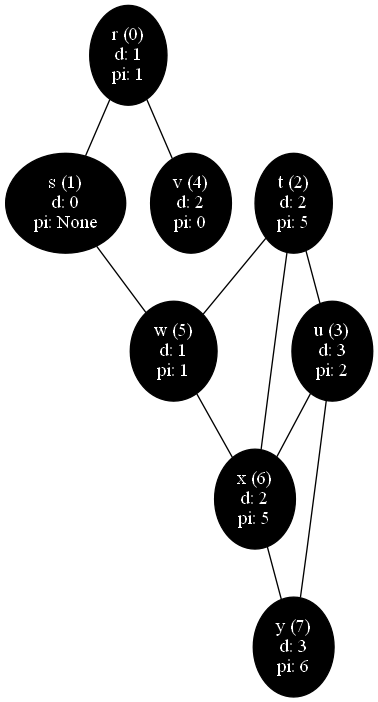 r (0)
d: 1
pi: 1
s (1)
d: 0
pi: None
v (4)
d: 2
pi: 0
t (2)
d: 2
pi: 5
w (5)
d: 1
pi: 1
u (3)
d: 3
pi: 2
x (6)
d: 2
pi: 5
y (7)
d: 3
pi: 6